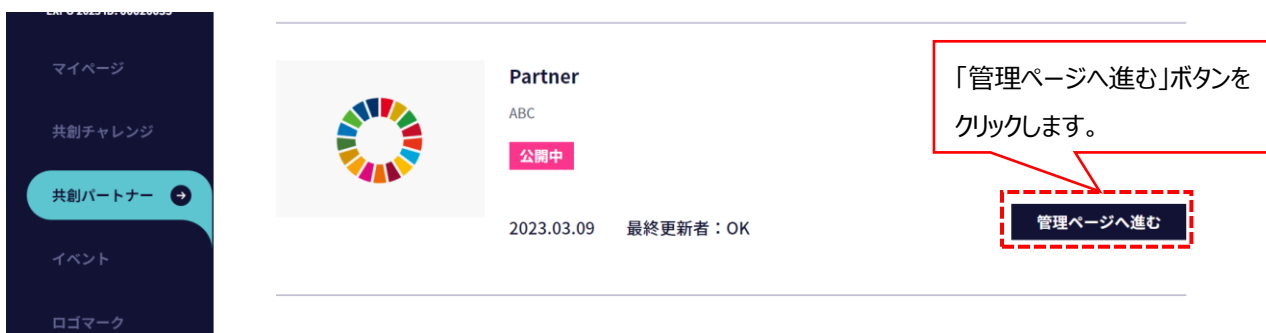 マイページ
共創チャレンジ
共創パートナー
イベント
ロゴマーク
Partner
ABC
公開中
2023.03.09 最終更新者：OK
「管理ページへ進む」ボタンを
クリックします。
管理ページへ進む